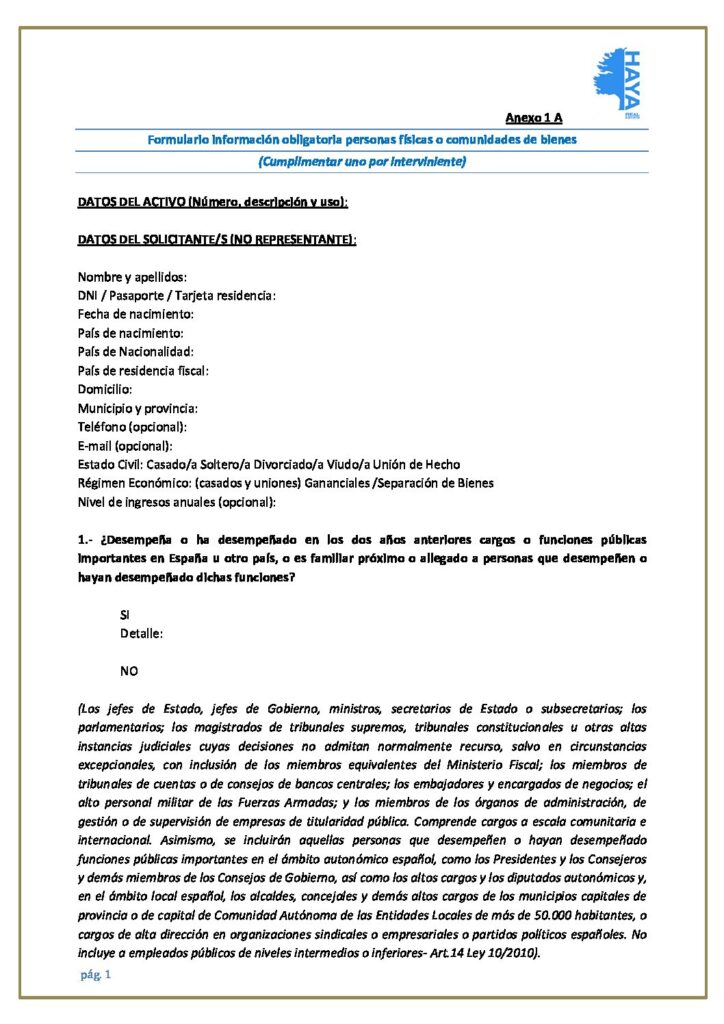 HAYA
REAL ESTATE
Anexo 1 A
Formulario información obligatoria personas físicas o comunidades de bienes
(Cumplimentar uno por interviniente)
DATOS DEL ACTIVO (Número, descripción y uso):
DATOS DEL SOLICITANTE/S (NO REPRESENTANTE):
Nombre y apellidos:
DNI / Pasaporte / Tarjeta residencia:
Fecha de nacimiento:
País de nacimiento:
País de Nacionalidad:
País de residencia fiscal:
Domicilio:
Municipio y provincia:
Teléfono (opcional):
E-mail (opcional):
Estado Civil: Casado/a Soltero/a Divorciado/a Viudo/a Unión de Hecho
Régimen Económico: (casados y uniones) Gananciales /Separación de Bienes
Nivel de ingresos anuales (opcional):
1.- ¿Desempeña o ha desempeñado en los dos años anteriores cargos o funciones públicas
importantes en España u otro país, o es familiar próximo o allegado a personas que desempeñen o
hayan desempeñado dichas funciones?
SI
Detalle:
NO
(Los jefes de Estado, jefes de Gobierno, ministros, secretarios de Estado o subsecretarios; los
parlamentarios; los magistrados de tribunales supremos, tribunales constitucionales u otras altas
instancias judiciales cuyas decisiones no admitan normalmente recurso, salvo en circunstancias
excepcionales, con inclusión de los miembros equivalentes del Ministerio Fiscal; los miembros de
tribunales de cuentas o de consejos de bancos centrales; los embajadores y encargados de negocios; el
alto personal militar de las Fuerzas Armadas; y los miembros de los órganos de administración, de
gestión o de supervisión de empresas de titularidad pública. Comprende cargos a escala comunitaria e
internacional. Asimismo, se incluirán aquellas personas que desempeñen o hayan desempeñado
funciones públicas importantes en el ámbito autonómico español, como los Presidentes y los Consejeros
y demás miembros de los Consejos de Gobierno, así como los altos cargos y los diputados autonómicos y,
en el ámbito local español, los alcaldes, concejales y demás altos cargos de los municipios capitales de
provincia o de capital de Comunidad Autónoma de las Entidades Locales de más de 50.000 habitantes, o
cargos de alta dirección en organizaciones sindicales o empresariales o partidos políticos españoles. No
incluye a empleados públicos de niveles intermedios o inferiores- Art.14 Ley 10/2010).
pág. 1